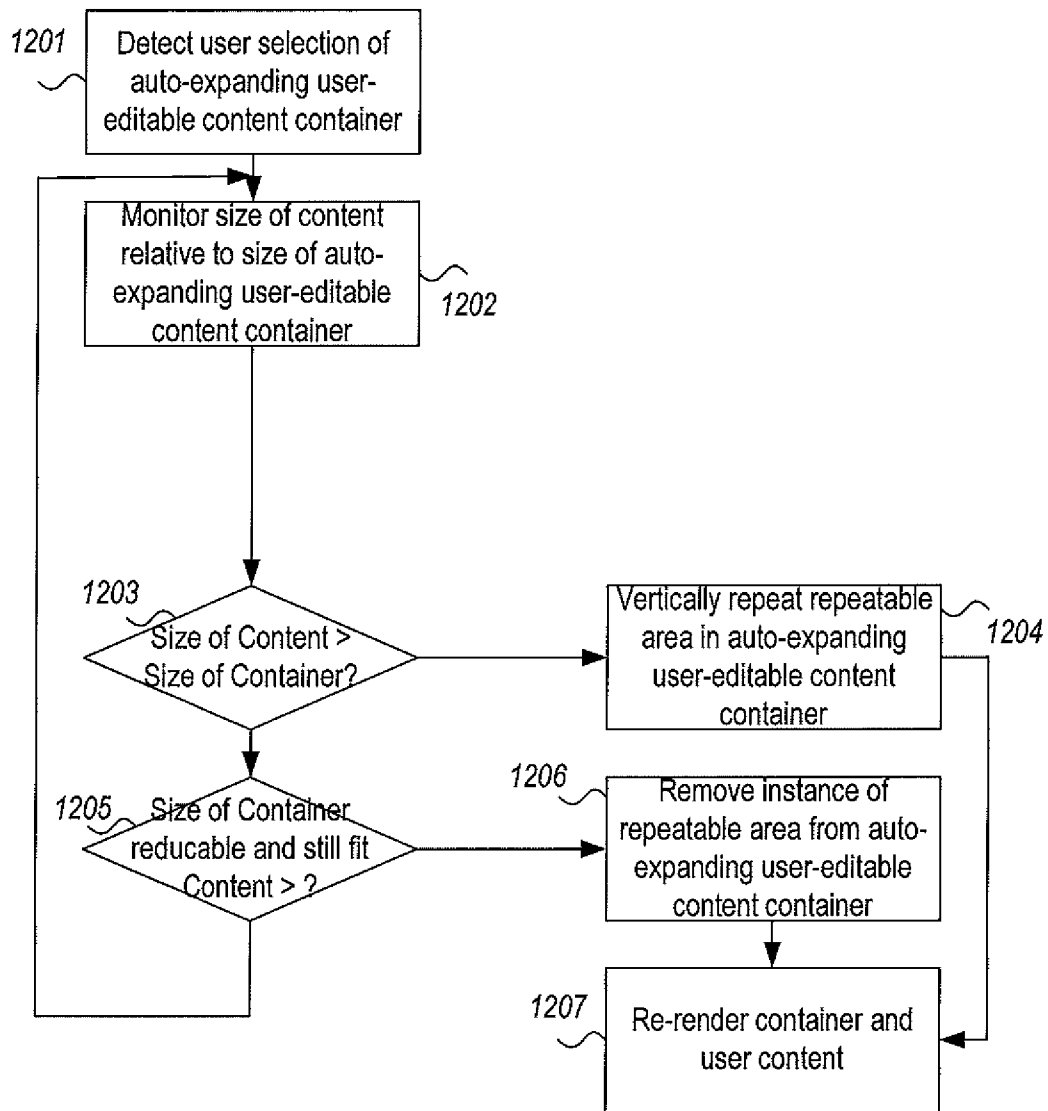 1201
Detect user selection of
auto-expanding user-
editable content container
Monitor size of content
relative to size of auto-
expanding user-editable
content container
1202
1203
Size of Content >
Size of Container?
Vertically repeat repeatable
area in auto-expanding
user-editable content
container
1204
1205
Size of Container
reducable and still fit
Content > ?
1206
Remove instance of
repeatable area from auto-
expanding user-editable
content container
1207
Re-render container and
user content